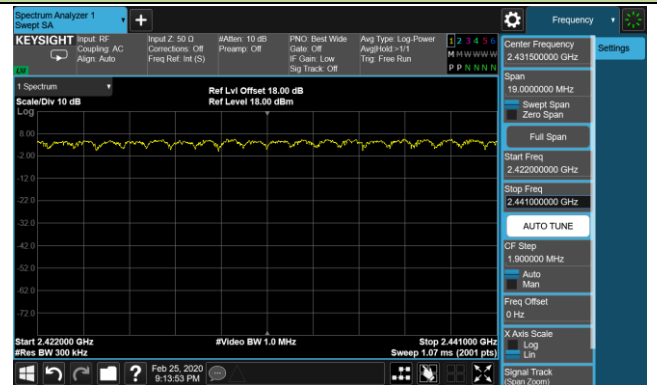 Spectrum Analyzer 1
Swept SA
Frequency
KEYSIGHT
Input: RF
Coupling: AC
Align: Auto
Input Z: 50 Ω
Corrections: Off
Freq Ref: Int (S)
#Atten: 10 dB
Preamp: Off
PNO: Best Wide
Gate: Off
IF Gain: Low
Sig Track: Off
Avg Type: Log-Power
Avg|Hold:>1/1
Trig: Free Run
1 2 3 4 5 6
M W W W W W
P P N N N N
LXI
1 Spectrum
Scale/Div 10 dB
Log
Ref Lvl Offset 18.00 dB
Ref Level 18.00 dBm
8.00
-2.00
-12.0
-22.0
-32.0
-42.0
-52.0
-62.0
-72.0
Start 2.422000 GHz
#Res BW 300 kHz
#Video BW 1.0 MHz
Stop 2.441000 GHz
Sweep 1.07 ms (2001 pts)
Feb 25, 2020
9:13:53 PM
Center Frequency
2.431500000 GHz
Settings
Span
19.0000000 MHz
Swept Span
Zero Span
Full Span
Start Freq
2.422000000 GHz
Stop Freq
2.441000000 GHz
AUTO TUNE
CF Step
1.900000 MHz
Auto
Man
Freq Offset
0 Hz
X Axis Scale
Log
Lin
Signal Track
(Span Zoom)